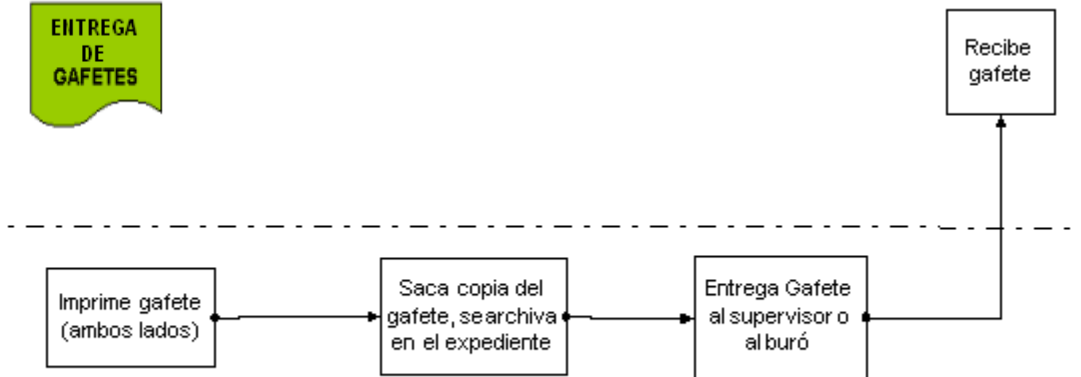 ENTREGA
DE
GAFETES
Recibe
gafete
Imprime gafete
(ambos lados)
Saca copia del
gafete, se archiva
en el expediente
Entrega Gafete
al supervisor o
al buró